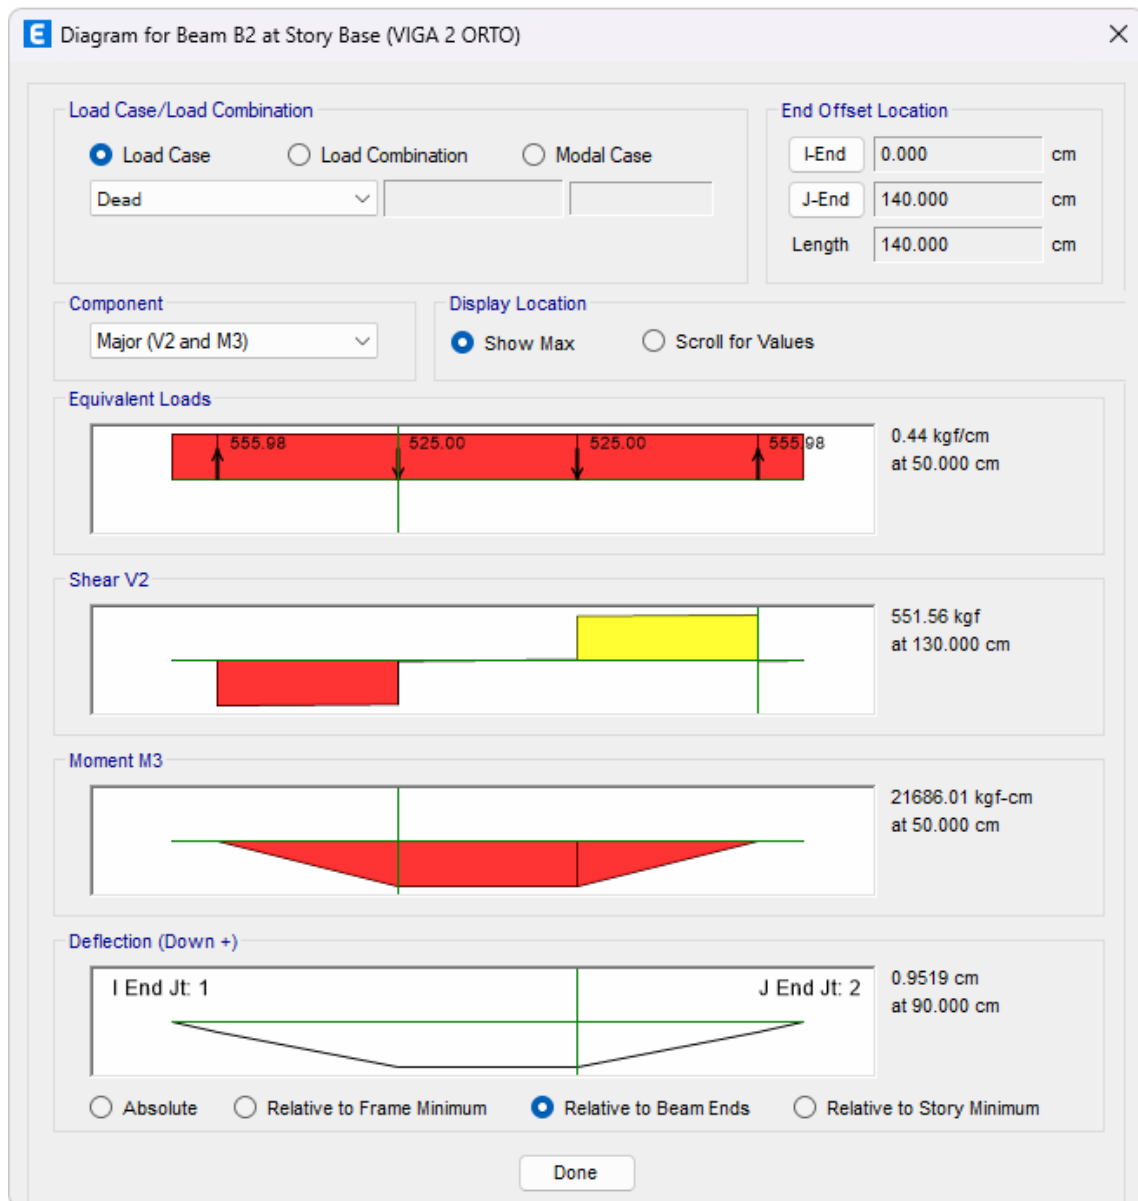 E Diagram for Beam B2 at Story Base (VIGA 2 ORTO)
Load Case/Load Combination
Load Case Load Combination Modal Case
Dead
End Offset Location
I-End 0.000 cm
J-End 140.000 cm
Length 140.000 cm
Component
Major (V2 and M3)
Display Location
Show Max Scroll for Values
Equivalent Loads
555.98 525.00 525.00 555.98
0.44 kgf/cm
at 50.000 cm
Shear V2
551.56 kgf
at 130.000 cm
Moment M3
21686.01 kgf-cm
at 50.000 cm
Deflection (Down +)
I End Jt: 1 J End Jt: 2
0.9519 cm
at 90.000 cm
Absolute Relative to Frame Minimum Relative to Beam Ends Relative to Story Minimum
Done